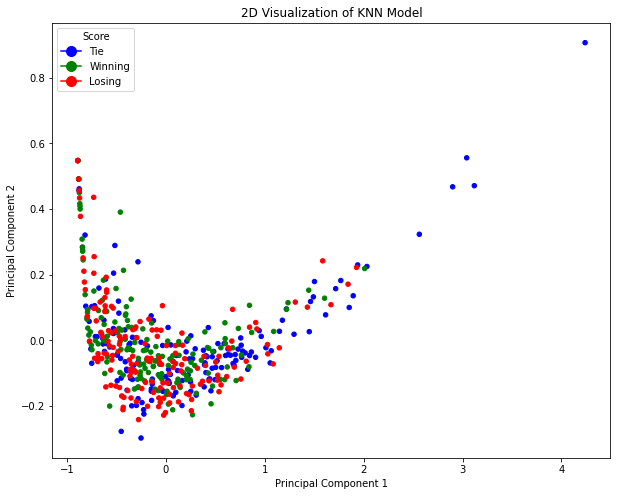 2D Visualization of KNN Model
Score
Tie
Winning
Losing
Principal Component 2
0.8
0.6
0.4
0.2
0.0
−0.2
−1
0
1
2
3
4
Principal Component 1